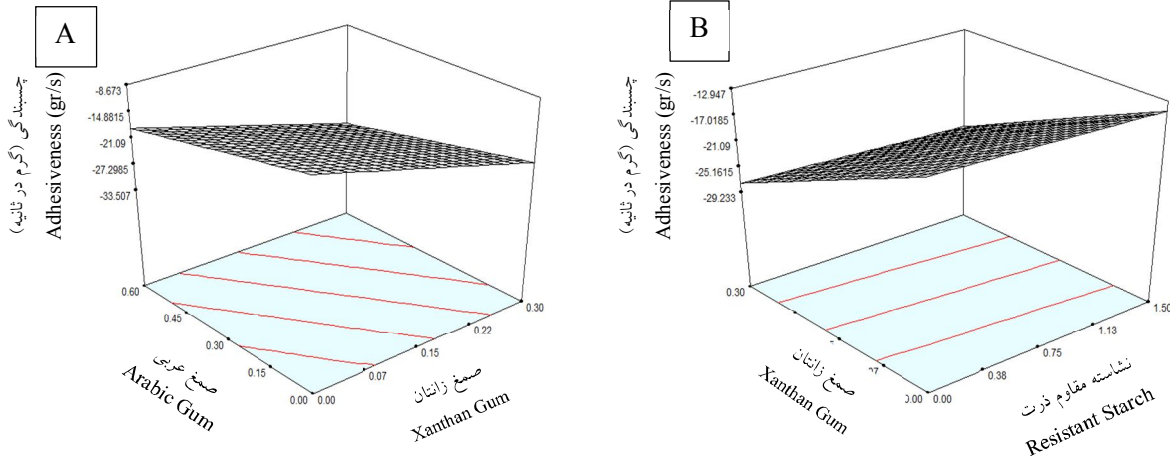 A
چسبندگی (گرم در ثانیه)
Adhesiveness (gr/s)
-8.673
-14.8815
-21.09
-27.2985
-33.507
0.60
0.45
0.30
0.15
0.00
0.00
0.07
0.15
0.22
0.30
صمغ عربی
Arabic Gum
صمغ زانتان
Xanthan Gum
B
چسبندگی (گرم در ثانیه)
Adhesiveness (gr/s)
-12.947
-17.0185
-21.09
-25.1615
-29.233
0.30
0.00
0.38
0.75
1.13
1.50
صمغ زانتان
Xanthan Gum
نشاسته مقاوم ذرت
Resistant Starch